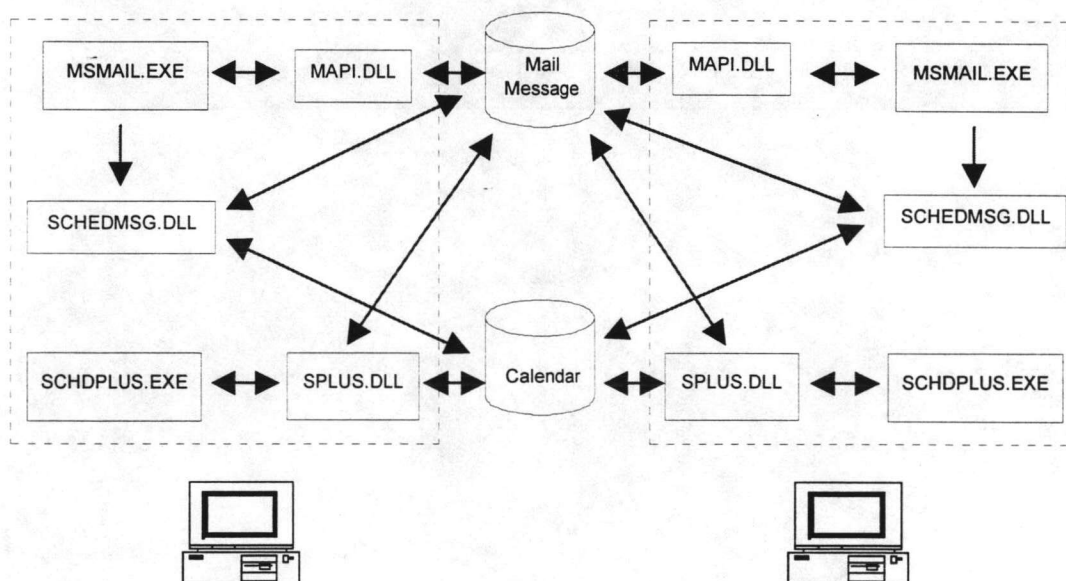 MSMAIL.EXE
MAPI.DLL
Mail
Message
MAPI.DLL
MSMAIL.EXE
SCHEDMSG.DLL
SCHEDMSG.DLL
SCHDPLUS.EXE
SPLUS.DLL
Calendar
SPLUS.DLL
SCHDPLUS.EXE